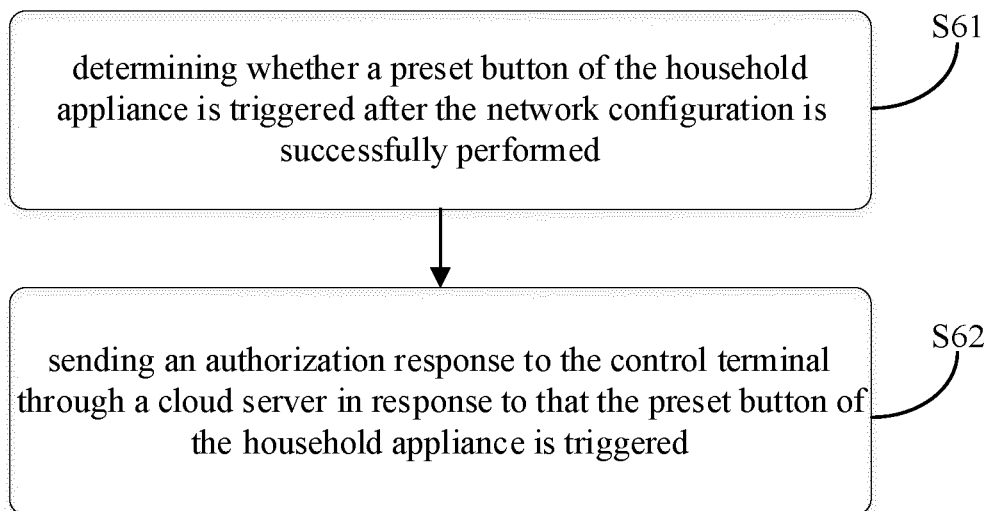 S61
determining whether a preset button of the household
appliance is triggered after the network configuration is
successfully performed
S62
sending an authorization response to the control terminal
through a cloud server in response to that the preset button of
the household appliance is triggered